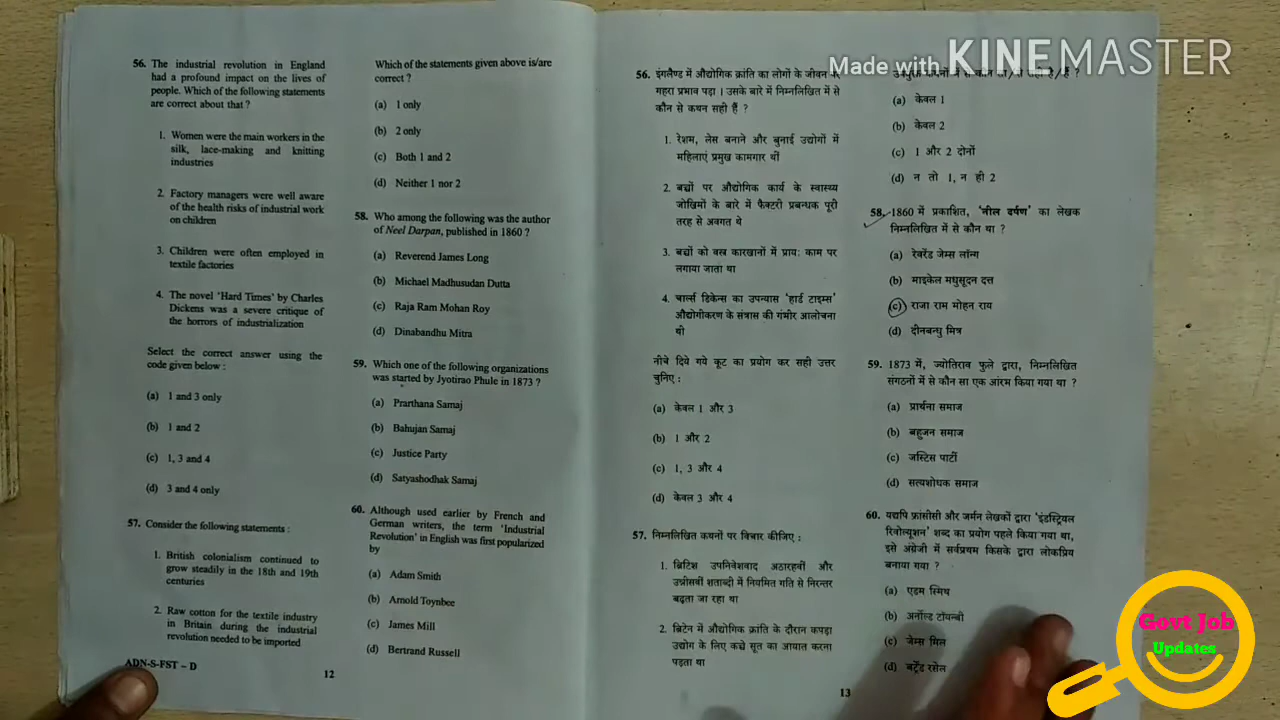 56. The industrial revolution in England
had a profound impact on the lives of
people. Which of the following statements
are correct about that ?
1. Women were the main workers in the
silk, lace-making and knitting
industries
2. Factory managers were well aware
of the health risks of industrial work
on children
3. Children were often employed in
textile factories
4. The novel 'Hard Times' by Charles
Dickens was a severe critique of
the horrors of industrialization
Select the correct answer using the
code given below :
(a) 1 and 3 only
(b) 1 and 2
(c) 1, 3 and 4
(d) 3 and 4 only
57. Consider the following statements :
1. British colonialism continued to
grow steadily in the 18th and 19th
centuries
2. Raw cotton for the textile industry
in Britain during the industrial
revolution needed to be imported
ADN-S-FST – D
12
Which of the statements given above is/are
correct ?
(a) 1 only
(b) 2 only
(c) Both 1 and 2
(d) Neither 1 nor 2
58. Who among the following was the author
of Neel Darpan, published in 1860 ?
(a) Reverend James Long
(b) Michael Madhusudan Dutta
(c) Raja Ram Mohan Roy
(d) Dinabandhu Mitra
59. Which one of the following organizations
was started by Jyotirao Phule in 1873 ?
(a) Prarthana Samaj
(b) Bahujan Samaj
(c) Justice Party
(d) Satyashodhak Samaj
60. Although used earlier by French and
German writers, the term 'Industrial
Revolution' in English was first popularized
by
(a) Adam Smith
(b) Arnold Toynbee
(c) James Mill
(d) Bertrand Russell
56. इंगलैण्ड में औद्योगिक क्रांति का लोगों के जीवन
गहरा प्रभाव पड़ा । उसके बारे में निम्नलिखित में से
कौन से कथन सही हैं ?
1. रेशम, लेस बनाने और बुनाई उद्योगों में
महिलाएं प्रमुख कामगार थीं
2. बच्चों पर औद्योगिक कार्य के स्वास्थ्य
जोखिमों के बारे में फैक्टरी प्रबन्धक पूरी
तरह से अवगत थे
3. बच्चों को वस्त्र कारखानों में प्रायः काम पर
लगाया जाता था
4. चार्ल्स डिकेन्स का उपन्यास 'हार्ड टाइम्स'
औद्योगीकरण के संत्रास की गंभीर आलोचना
थी
नीचे दिये गये कूट का प्रयोग कर सही उत्तर
चुनिए :
(a) केवल 1 और 3
(b) 1 और 2
(c) 1, 3 और 4
(d) केवल 3 और 4
57. निम्नलिखित कथनों पर विचार कीजिए :
1. ब्रिटिश उपनिवेशवाद अठारहवीं और
उन्नीसवीं शताब्दी में नियमित गति से निरन्तर
बढ़ता जा रहा था
2. ब्रिटेन में औद्योगिक क्रांति के दौरान कपड़ा
उद्योग के लिए कच्चे सूत का आयात करना
पड़ता था
13
(a) केवल 1
(b) केवल 2
(c) 1 और 2 दोनों
(d) न तो 1, न ही 2
58. 1860 में प्रकाशित, 'नील दर्पण' का लेखक
निम्नलिखित में से कौन था ?
(a) रेवरेंड जेम्स लॉन्ग
(b) माइकेल मधुसूदन दत्त
(c) राजा राम मोहन राय
(d) दीनबन्धु मित्र
59. 1873 में, ज्योतिराव फुले द्वारा, निम्नलिखित
संगठनों में से कौन सा एक आंरम किया गया था ?
(a) प्रार्थना समाज
(b) बहुजन समाज
(c) जस्टिस पार्टी
(d) सत्यशोधक समाज
60. यद्यपि फ्रांसीसी और जर्मन लेखकों द्वारा 'इंडस्ट्रियल
रिवोल्यूशन' शब्द का प्रयोग पहले किया गया था,
इसे अंग्रेजी में सर्वप्रथम किसके द्वारा लोकप्रिय
बनाया गया ?
(a) एडम स्मिथ
(b) अर्नोल्ड टॉयन्बी
(c) जेम्स मिल
(d) बर्ट्रेंड रसेल
Made with KINEMASTER
Govt Job
Updates